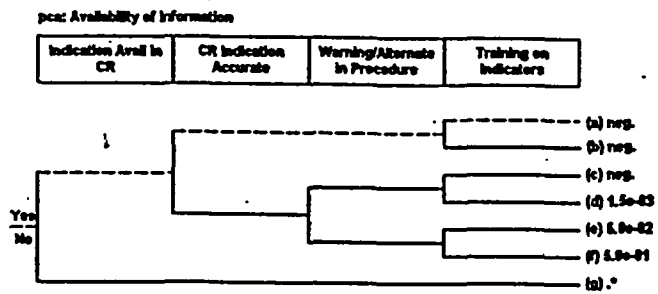 pca: Availability of Information
Indication Avail in CR
CR Indication Accurate
Warning/Alternate in Procedure
Training on Indicators
(a) neg.
(b) neg.
(c) neg.
(d) 1.5e-03
Yes
No
(e) 5.0e-02
(f) 5.0e-01
(g) .*